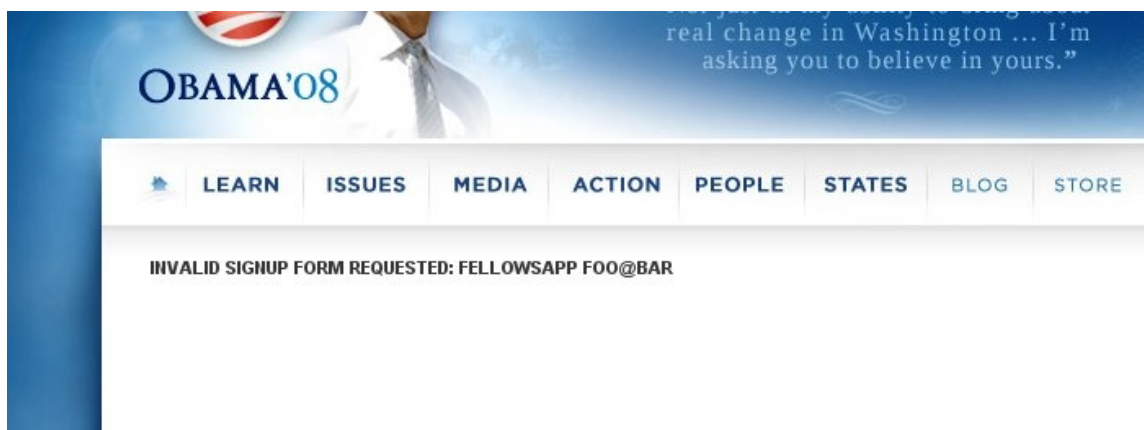 real change in Washington ... I'm
asking you to believe in yours.”
OBAMA'08
LEARN ISSUES MEDIA ACTION PEOPLE STATES BLOG STORE
INVALID SIGNUP FORM REQUESTED: FELLOWSAPP FOO@BAR